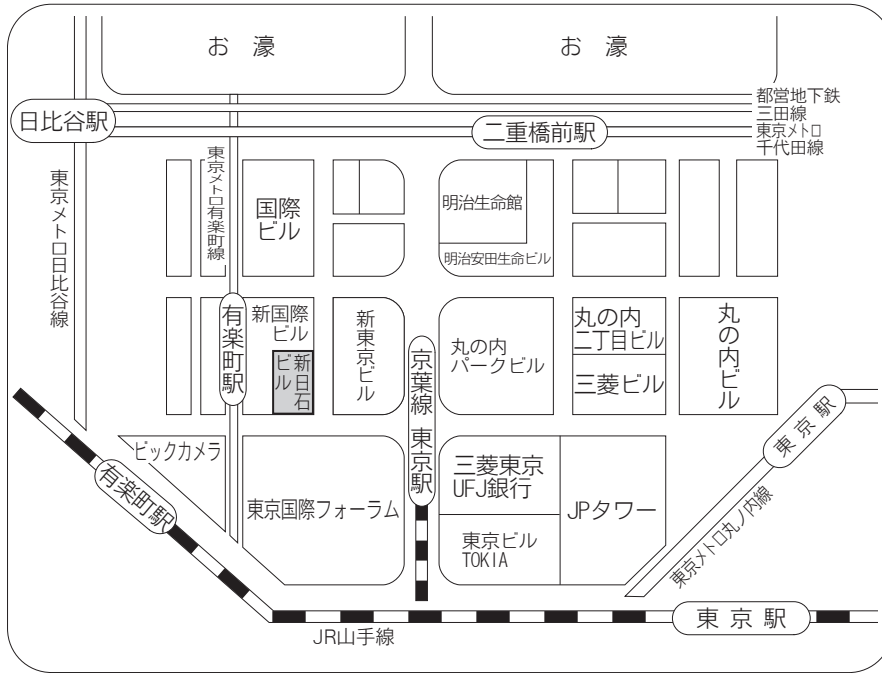 お 濠
お 濠
都営地下鉄
三田線
東京メトロ
千代田線
日比谷駅
二重橋前駅
東京メトロ日比谷線
東京メトロ有楽町線
国際
ビル
明治生命館
明治安田生命ビル
有楽町駅
新国際
ビル
新日石
ビル
新東京ビル
京葉線 東京駅
丸の内
パークビル
丸の内
二丁目ビル
三菱ビル
丸の内ビル
東京駅
ビックカメラ
有楽町駅
東京国際フォーラム
三菱東京
UFJ銀行
東京ビル
TOKIA
JPタワー
東京メトロ丸ノ内線
JR山手線
東京駅